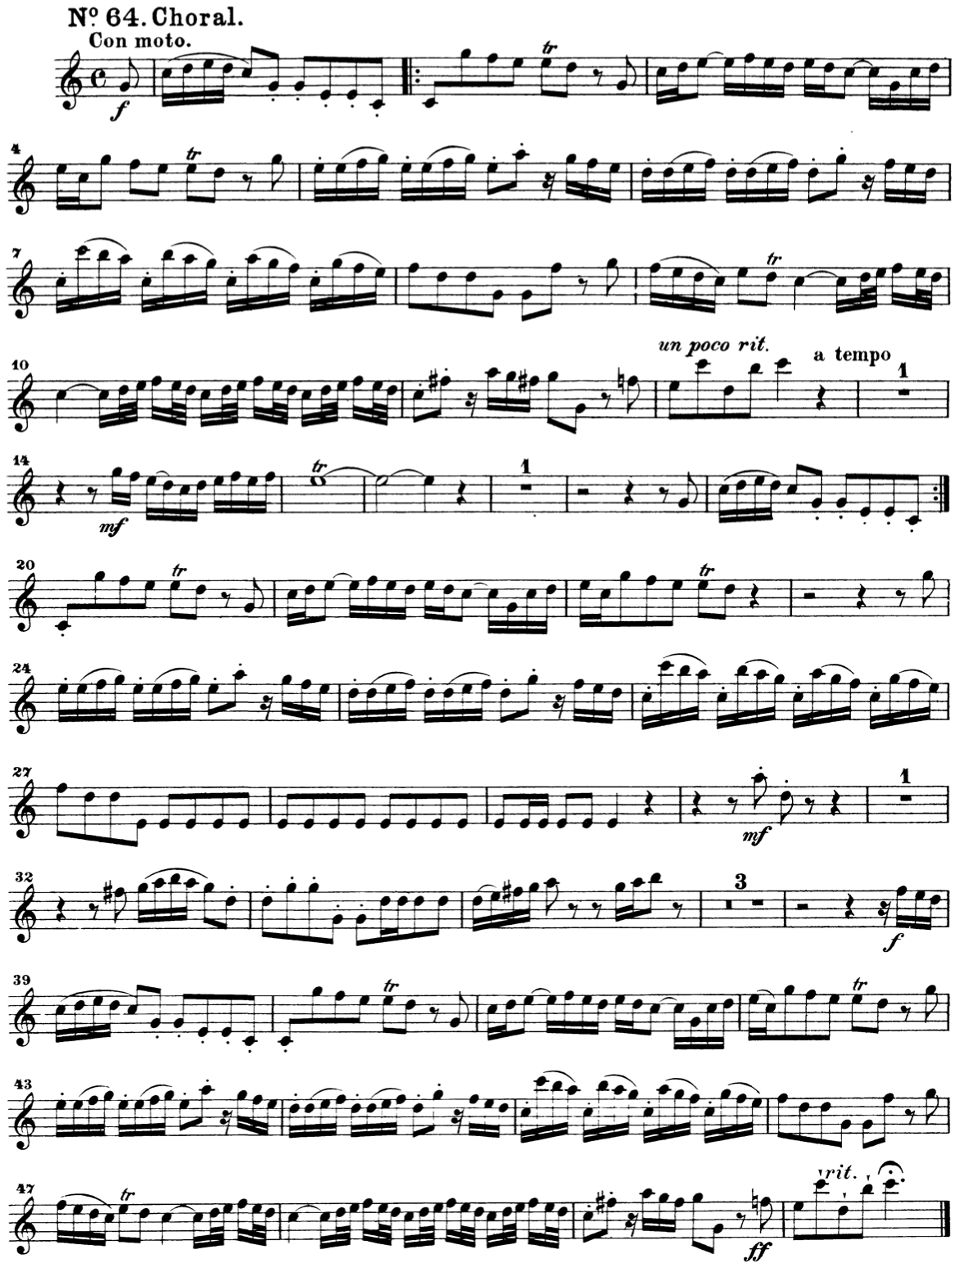 Nº 64. Choral.
Con moto.
f
tr
4
tr
7
tr
10
un poco rit.
a tempo
1
14
mf
tr
1
20
tr
tr
24
27
mf
1
32
3
f
39
tr
tr
43
47
tr
rit.
ff